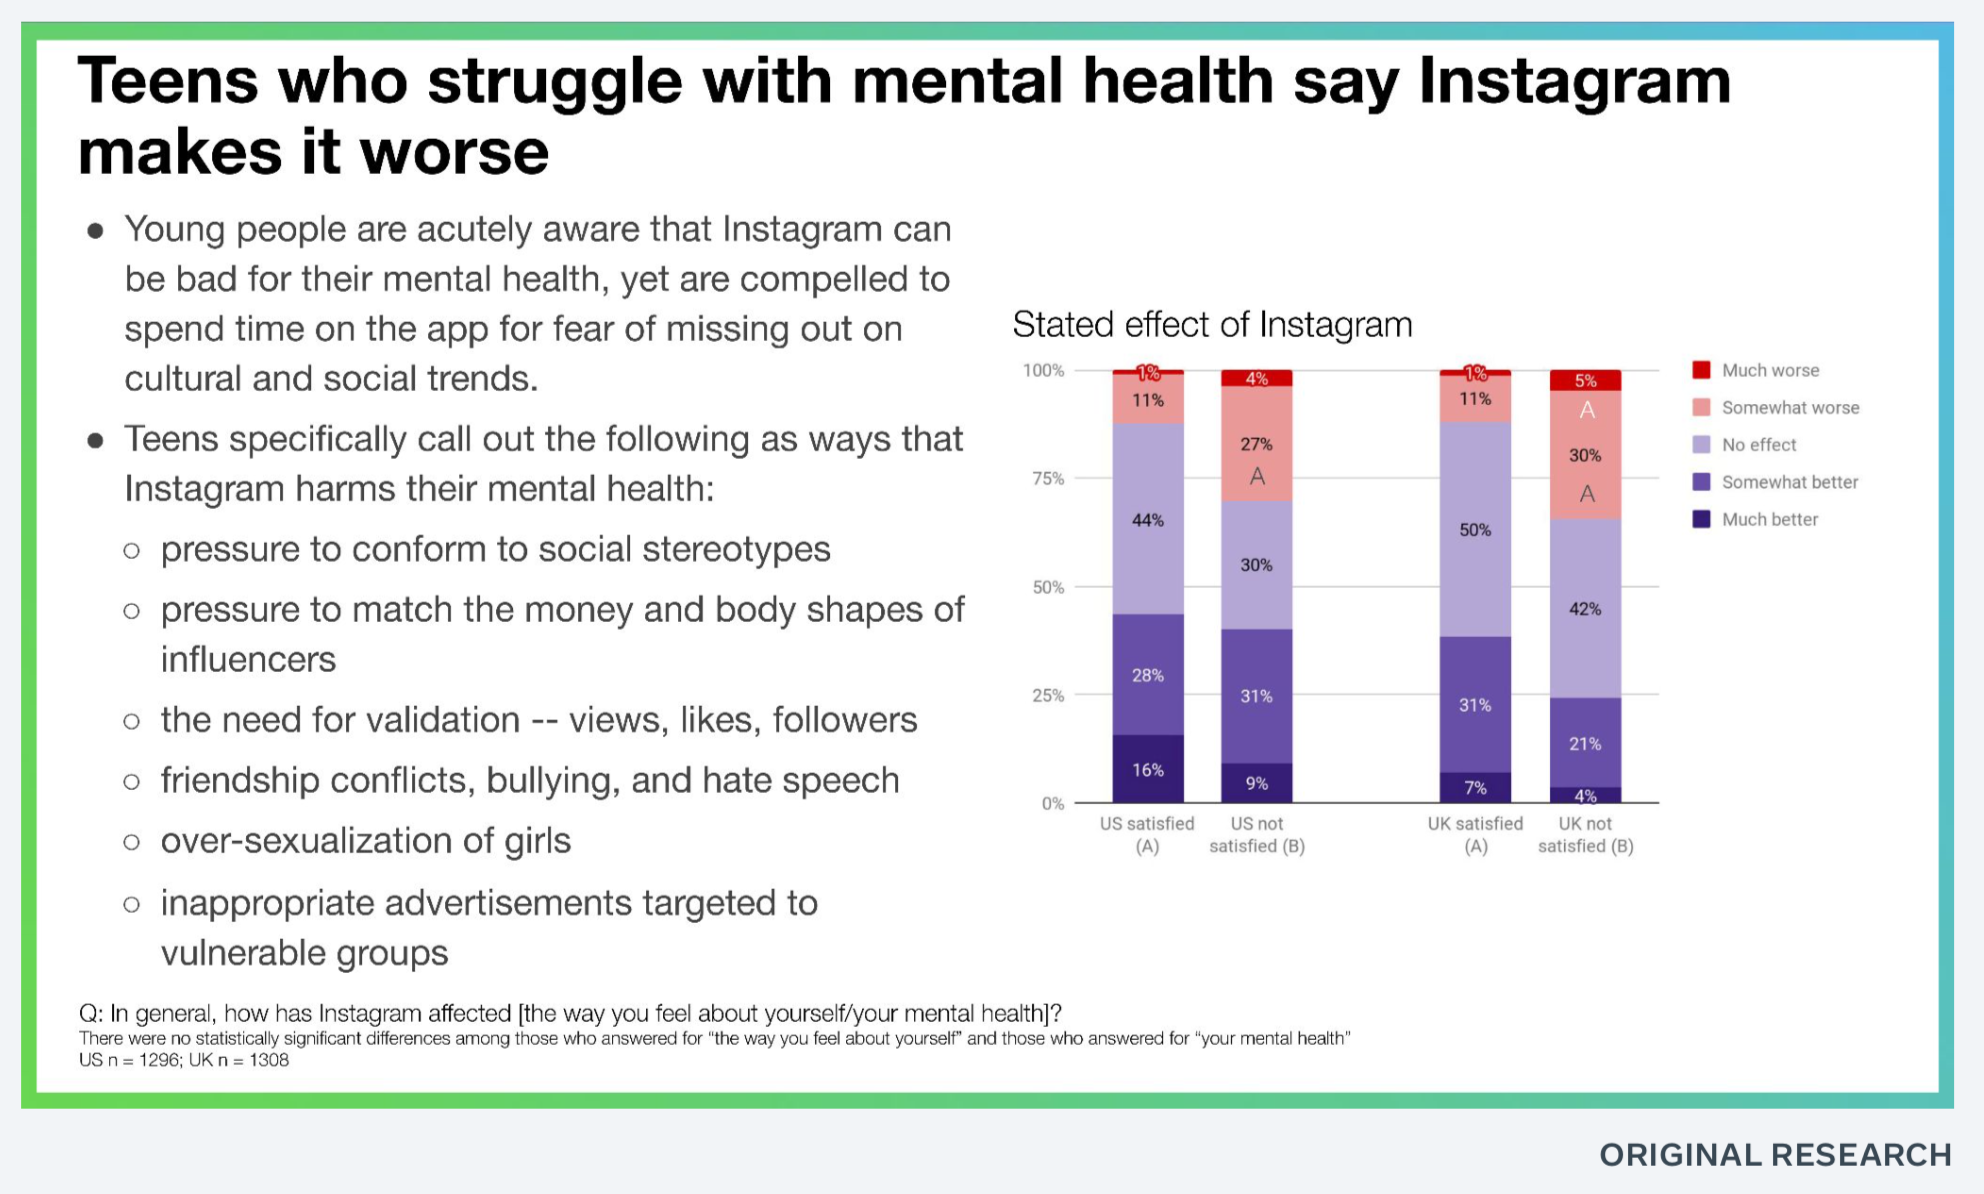 Teens who struggle with mental health say Instagram
makes it worse
● Young people are acutely aware that Instagram can
be bad for their mental health, yet are compelled to
spend time on the app for fear of missing out on
cultural and social trends.
● Teens specifically call out the following as ways that
Instagram harms their mental health:
○ pressure to conform to social stereotypes
○ pressure to match the money and body shapes of
influencers
○ the need for validation -- views, likes, followers
○ friendship conflicts, bullying, and hate speech
○ over-sexualization of girls
○ inappropriate advertisements targeted to
vulnerable groups
Stated effect of Instagram
100%
75%
50%
25%
0%
1%
11%
44%
28%
16%
US satisfied
(A)
4%
27%
A
30%
31%
9%
US not
satisfied (B)
1%
11%
50%
31%
7%
UK satisfied
(A)
5%
A
30%
A
42%
21%
4%
UK not
satisfied (B)
Much worse
Somewhat worse
No effect
Somewhat better
Much better
Q: In general, how has Instagram affected [the way you feel about yourself/your mental health]?
There were no statistically significant differences among those who answered for “the way you feel about yourself” and those who answered for “your mental health”
US n = 1296; UK n = 1308
ORIGINAL RESEARCH